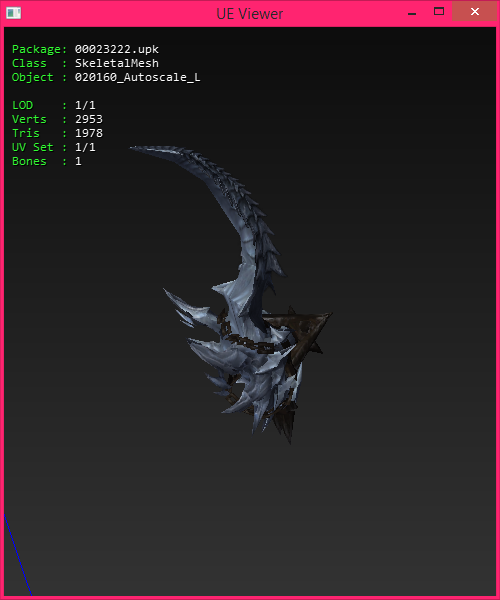 UE Viewer
Package: 00023222.upk
Class : SkeletalMesh
Object : 020160_Autoscale_L
LOD : 1/1
Verts : 2953
Tris : 1978
UV Set : 1/1
Bones : 1